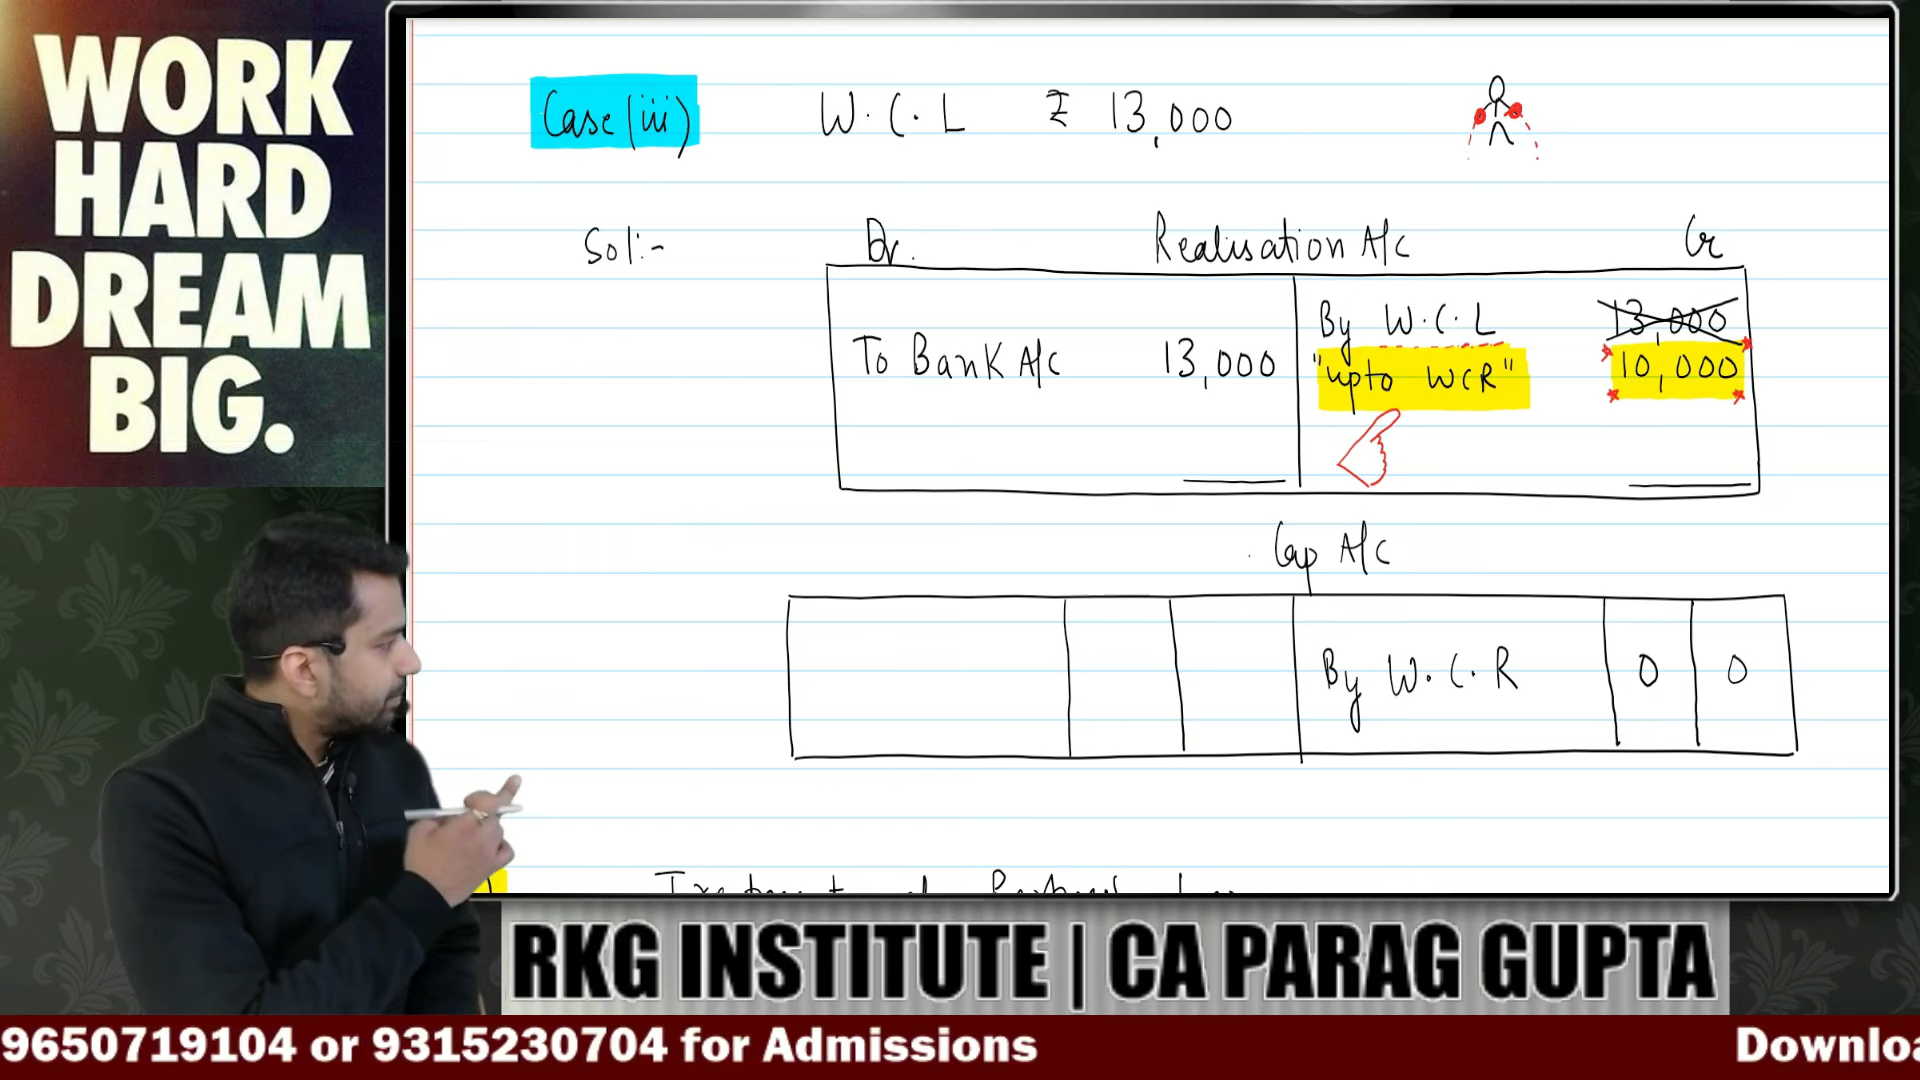 WORK
HARD
DREAM
BIG.
Case (iii) W.C.L ₹ 13,000
Sol:- Dr. Realisation A/c Cr
By W.C.L 13,000
To Bank A/c 13,000 "upto WCR" 10,000
Cap A/c
By W.C.R 0 0
RKG INSTITUTE | CA PARAG GUPTA
9650719104 or 9315230704 for Admissions Downloa